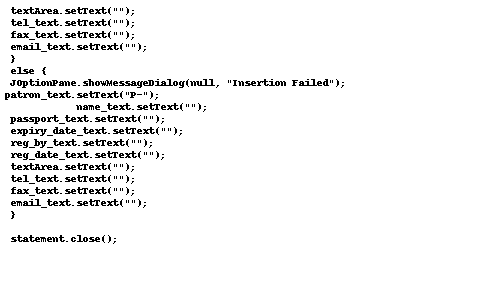 textArea.setText("");
tel_text.setText("");
fax_text.setText("");
email_text.setText("");
}
else {
JOptionPane.showMessageDialog(null, "Insertion Failed");
patron_text.setText("P-");
name_text.setText("");
passport_text.setText("");
expiry_date_text.setText("");
reg_by_text.setText("");
reg_date_text.setText("");
textArea.setText("");
tel_text.setText("");
fax_text.setText("");
email_text.setText("");
}
statement.close();